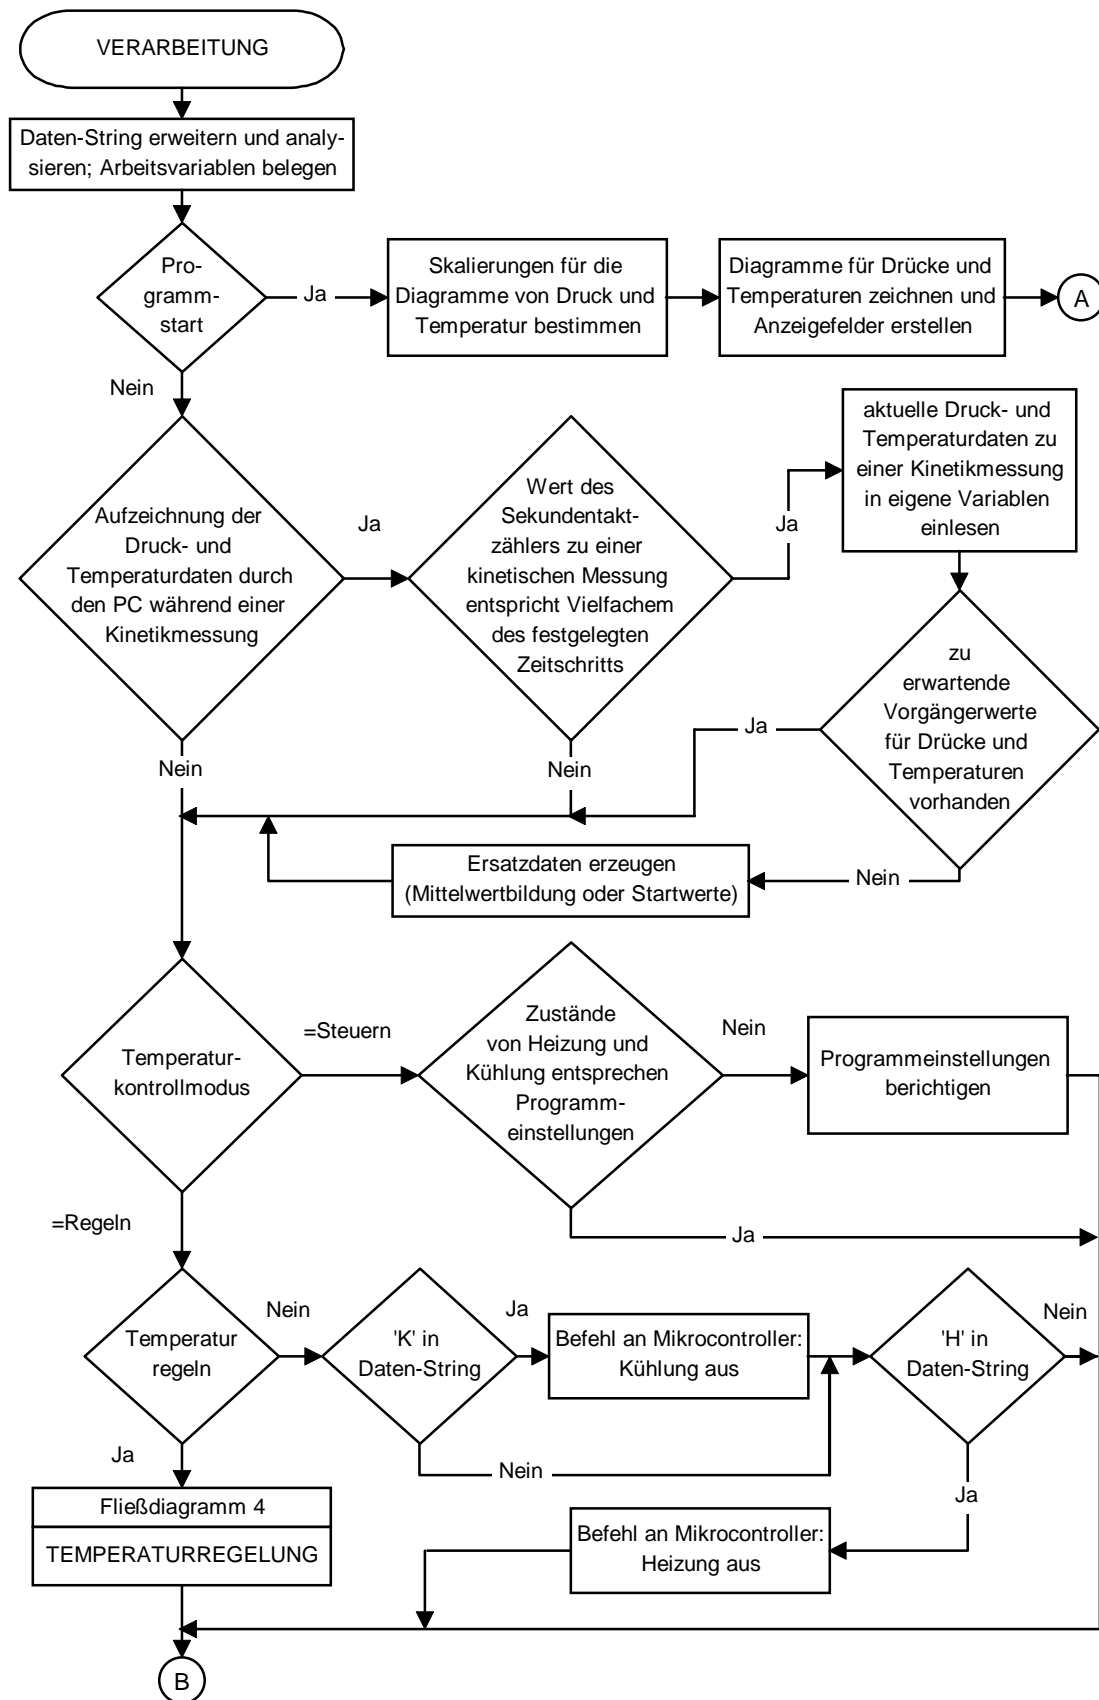 VERARBEITUNG
Daten-String erweitern und analy-
sieren; Arbeitsvariablen belegen
Pro-
gramm-
start
Ja
Skalierungen für die
Diagramme von Druck und
Temperatur bestimmen
Diagramme für Drücke und
Temperaturen zeichnen und
Anzeigefelder erstellen
A
Nein
Aufzeichnung der
Druck- und
Temperaturdaten durch
den PC während einer
Kinetikmessung
Ja
Wert des
Sekundentakt-
zählers zu einer
kinetischen Messung
entspricht Vielfachem
des festgelegten
Zeitschritts
Ja
aktuelle Druck- und
Temperaturdaten zu
einer Kinetikmessung
in eigene Variablen
einlesen
zu
erwartende
Vorgängerwerte
für Drücke und
Temperaturen
vorhanden
Ja
Nein
Nein
Nein
Ersatzdaten erzeugen
(Mittelwertbildung oder Startwerte)
Temperatur-
kontrollmodus
=Steuern
Zustände
von Heizung und
Kühlung entsprechen
Programm-
einstellungen
Nein
Programmeinstellungen
berichtigen
Ja
=Regeln
Temperatur
regeln
Nein
'K' in
Daten-String
Ja
Befehl an Mikrocontroller:
Kühlung aus
'H' in
Daten-String
Nein
Nein
Ja
Ja
Befehl an Mikrocontroller:
Heizung aus
Fließdiagramm 4
TEMPERATURREGELUNG
B